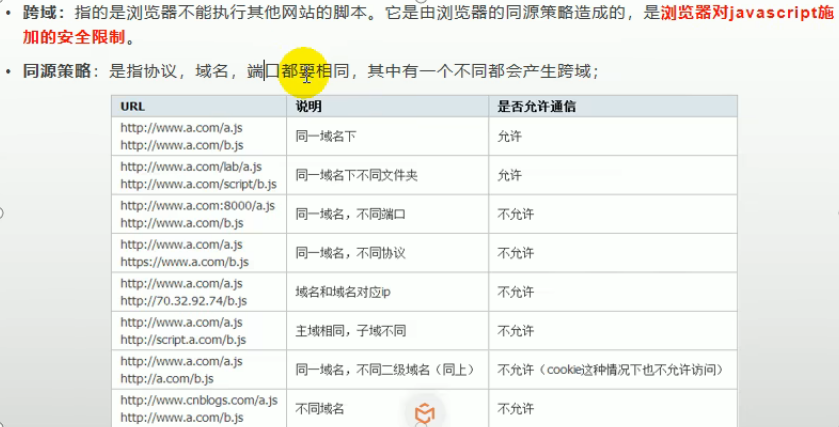 • 跨域：指的是浏览器不能执行其他网站的脚本。它是由浏览器的同源策略造成的，是浏览器对javascript施
加的安全限制。
• 同源策略：是指协议，域名，端口都要相同，其中有一个不同都会产生跨域；
URL 说明 是否允许通信
http://www.a.com/a.js
http://www.a.com/b.js
同一域名下 允许
http://www.a.com/lab/a.js
http://www.a.com/script/b.js
同一域名下不同文件夹 允许
http://www.a.com:8000/a.js
http://www.a.com/b.js
同一域名，不同端口 不允许
http://www.a.com/a.js
https://www.a.com/b.js
同一域名，不同协议 不允许
http://www.a.com/a.js
http://70.32.92.74/b.js
域名和域名对应ip 不允许
http://www.a.com/a.js
http://script.a.com/b.js
主域相同，子域不同 不允许
http://www.a.com/a.js
http://a.com/b.js
同一域名，不同二级域名（同上） 不允许（cookie这种情况下也不允许访问）
http://www.cnblogs.com/a.js
http://www.a.com/b.js
不同域名 不允许